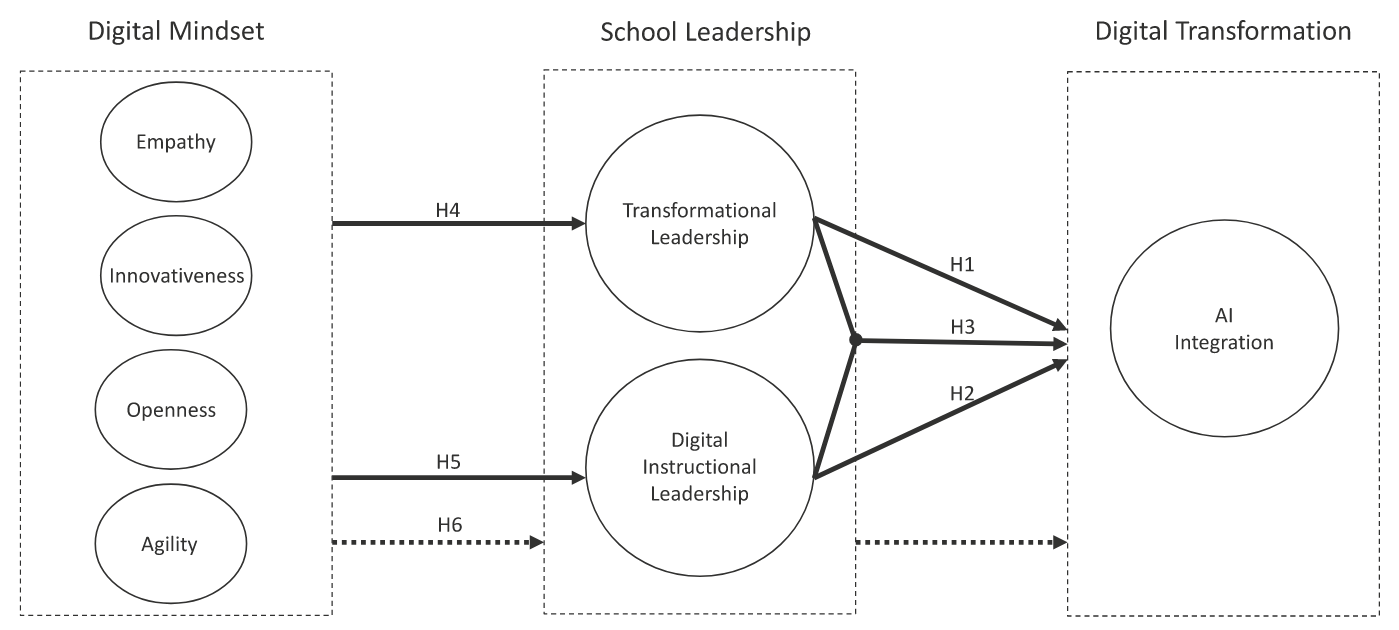 Digital Mindset
School Leadership
Digital Transformation
Empathy
Innovativeness
Openness
Agility
H4
H5
H6
Transformational
Leadership
Digital
Instructional
Leadership
H1
H3
H2
AI
Integration